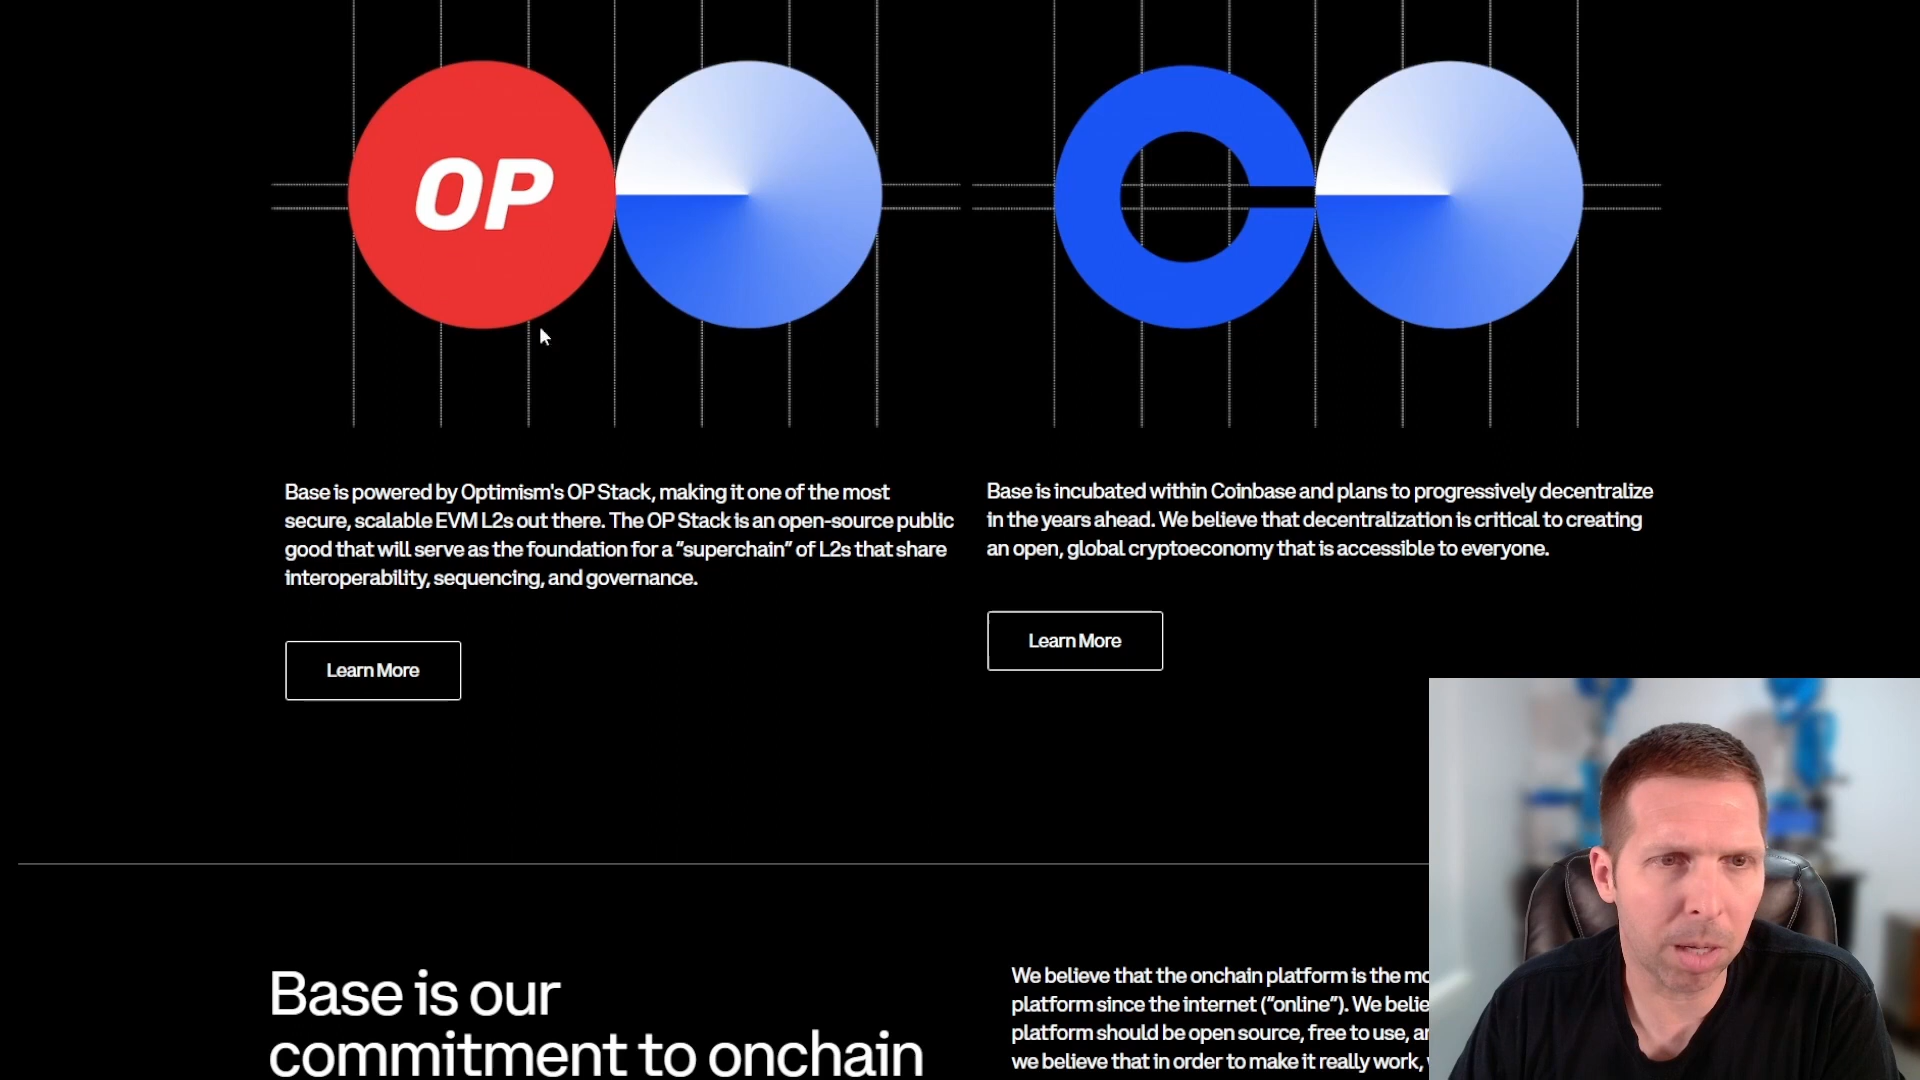 OP
Base is powered by Optimism's OP Stack, making it one of the most
secure, scalable EVM L2s out there. The OP Stack is an open-source public
good that will serve as the foundation for a “superchain” of L2s that share
interoperability, sequencing, and governance.
Learn More
Base is incubated within Coinbase and plans to progressively decentralize
in the years ahead. We believe that decentralization is critical to creating
an open, global cryptoeconomy that is accessible to everyone.
Learn More
Base is our
commitment to onchain
We believe that the onchain platform is the
platform since the internet (“online”). We
platform should be open source, free to use,
we believe that in order to make it really work,